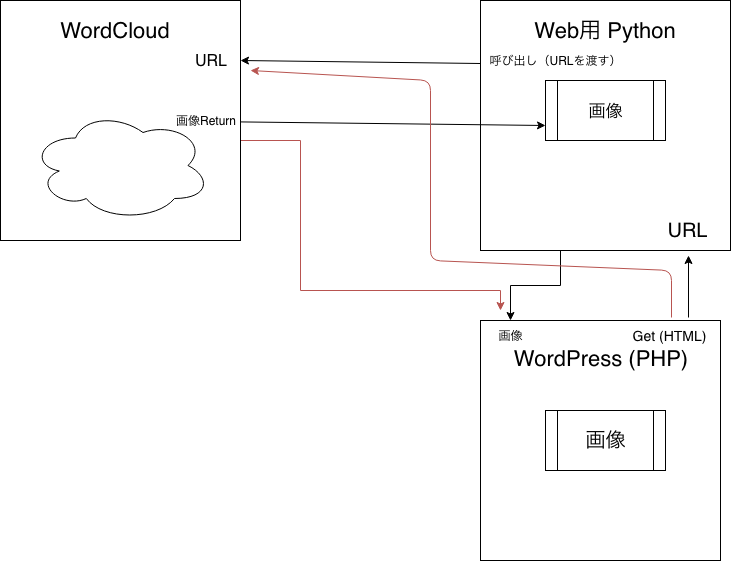 WordCloud
URL
画像Return
Web用 Python
呼び出し（URLを渡す）
画像
URL
画像
Get (HTML)
WordPress (PHP)
画像